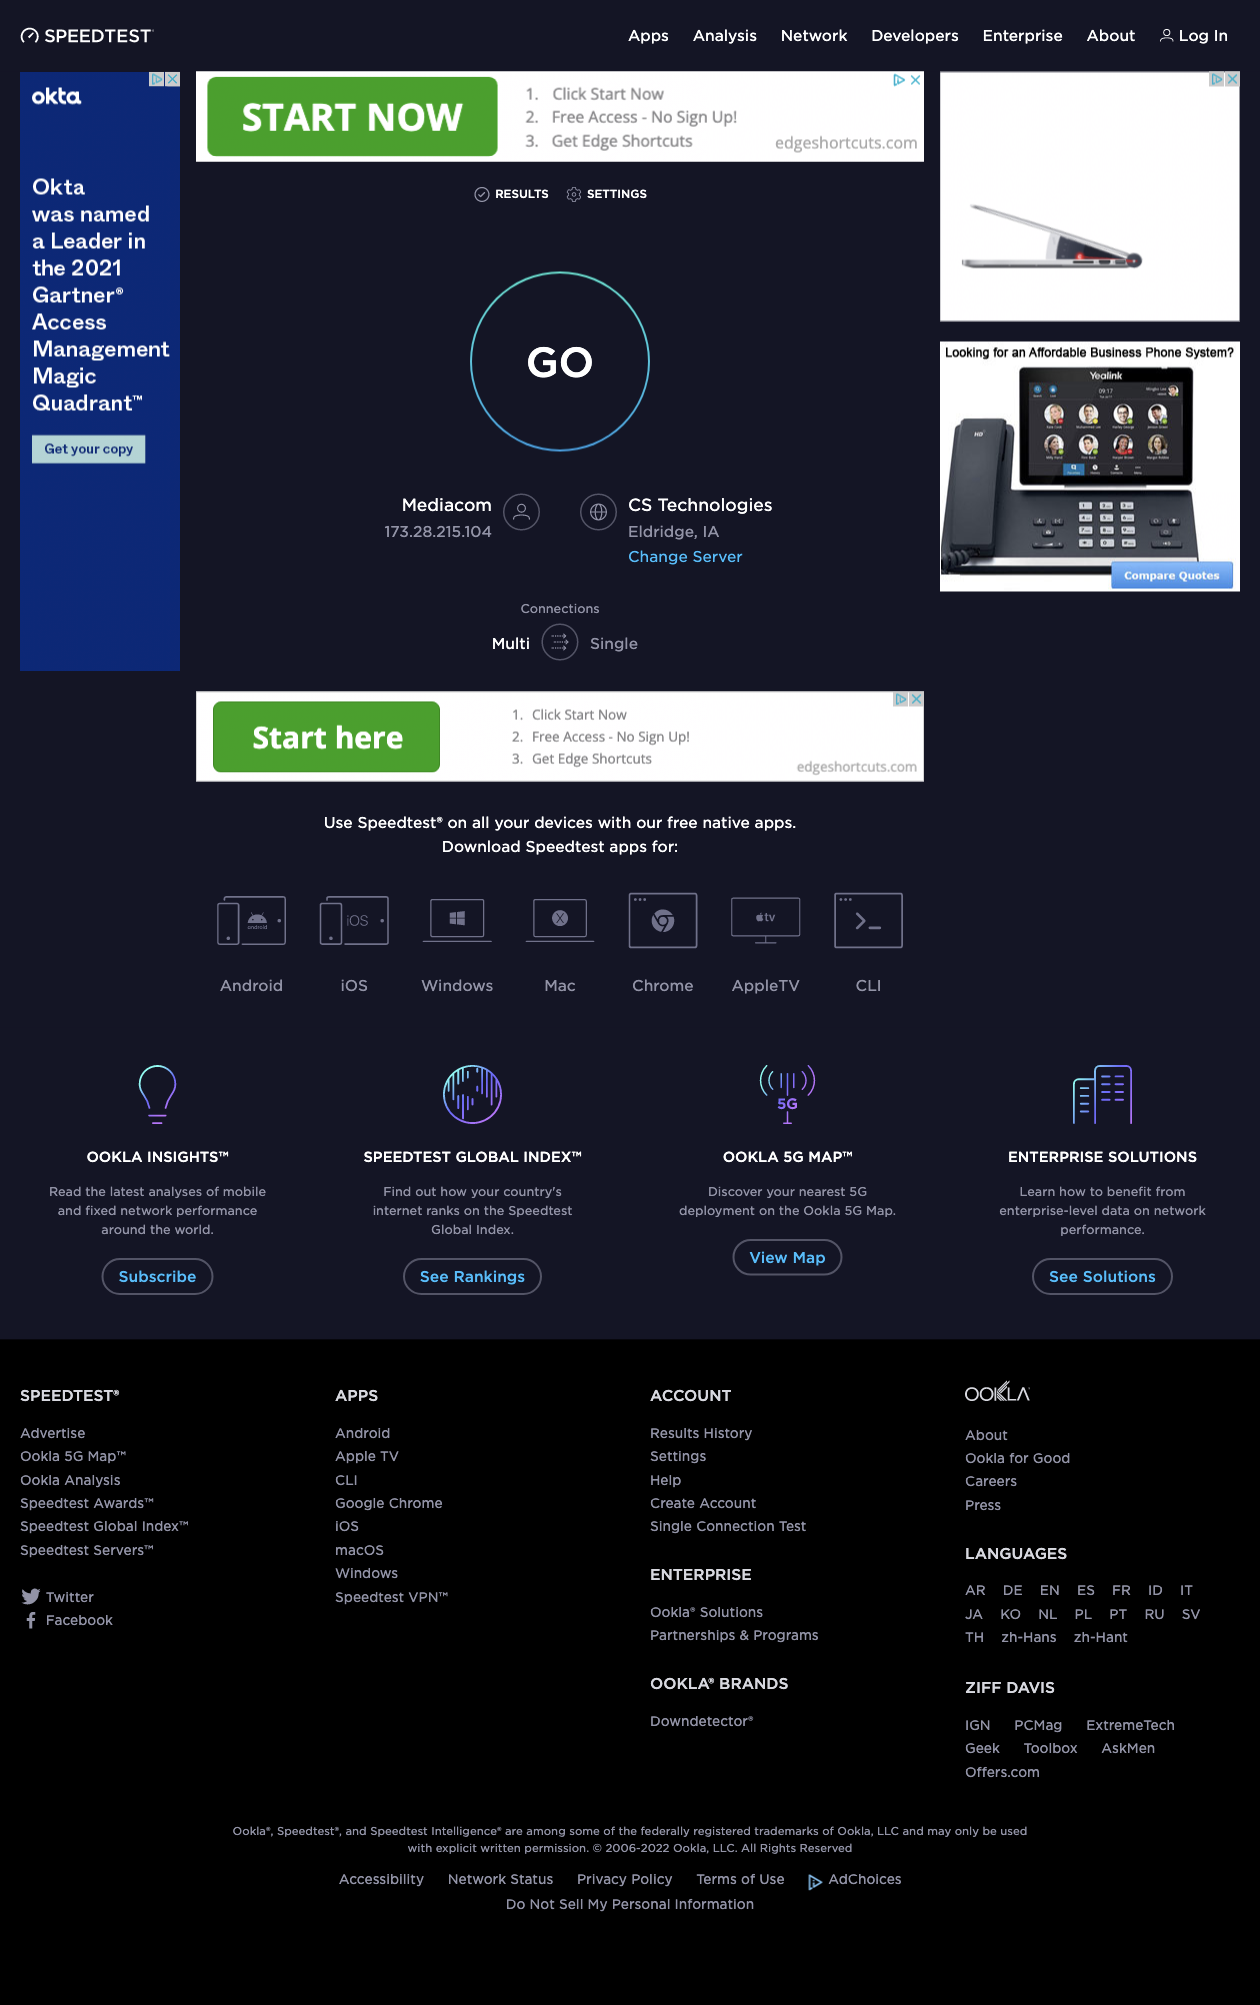 SPEEDTEST
Apps Analysis Network Developers Enterprise About Log In
okta
Okta
was named
a Leader in
the 2021
Gartner®
Access
Management
Magic
Quadrant™
Get your copy
START NOW
1. Click Start Now
2. Free Access - No Sign Up!
3. Get Edge Shortcuts
edgeshortcuts.com
RESULTS SETTINGS
GO
Mediacom
173.28.215.104
CS Technologies
Eldridge, IA
Change Server
Connections
Multi Single
Looking for an Affordable Business Phone System?
Yealink
09:17
HD
Compare Quotes
Start here
1. Click Start Now
2. Free Access - No Sign Up!
3. Get Edge Shortcuts
edgeshortcuts.com
Use Speedtest® on all your devices with our free native apps.
Download Speedtest apps for:
android
iOS
X
tv
Android iOS Windows Mac Chrome AppleTV CLI
OOKLA INSIGHTS™
Read the latest analyses of mobile
and fixed network performance
around the world.
Subscribe
SPEEDTEST GLOBAL INDEX™
Find out how your country's
internet ranks on the Speedtest
Global Index.
See Rankings
5G
OOKLA 5G MAP™
Discover your nearest 5G
deployment on the Ookla 5G Map.
View Map
ENTERPRISE SOLUTIONS
Learn how to benefit from
enterprise-level data on network
performance.
See Solutions
SPEEDTEST®
Advertise
Ookla 5G Map™
Ookla Analysis
Speedtest Awards™
Speedtest Global Index™
Speedtest Servers™
Twitter
Facebook
APPS
Android
Apple TV
CLI
Google Chrome
iOS
macOS
Windows
Speedtest VPN™
ACCOUNT
Results History
Settings
Help
Create Account
Single Connection Test
ENTERPRISE
Ookla® Solutions
Partnerships & Programs
OOKLA® BRANDS
Downdetector®
OOKLA
About
Ookla for Good
Careers
Press
LANGUAGES
AR DE EN ES FR ID IT
JA KO NL PL PT RU SV
TH zh-Hans zh-Hant
ZIFF DAVIS
IGN PCMag ExtremeTech
Geek Toolbox AskMen
Offers.com
Ookla®, Speedtest®, and Speedtest Intelligence® are among some of the federally registered trademarks of Ookla, LLC and may only be used
with explicit written permission. © 2006-2022 Ookla, LLC. All Rights Reserved
Accessibility Network Status Privacy Policy Terms of Use AdChoices
Do Not Sell My Personal Information